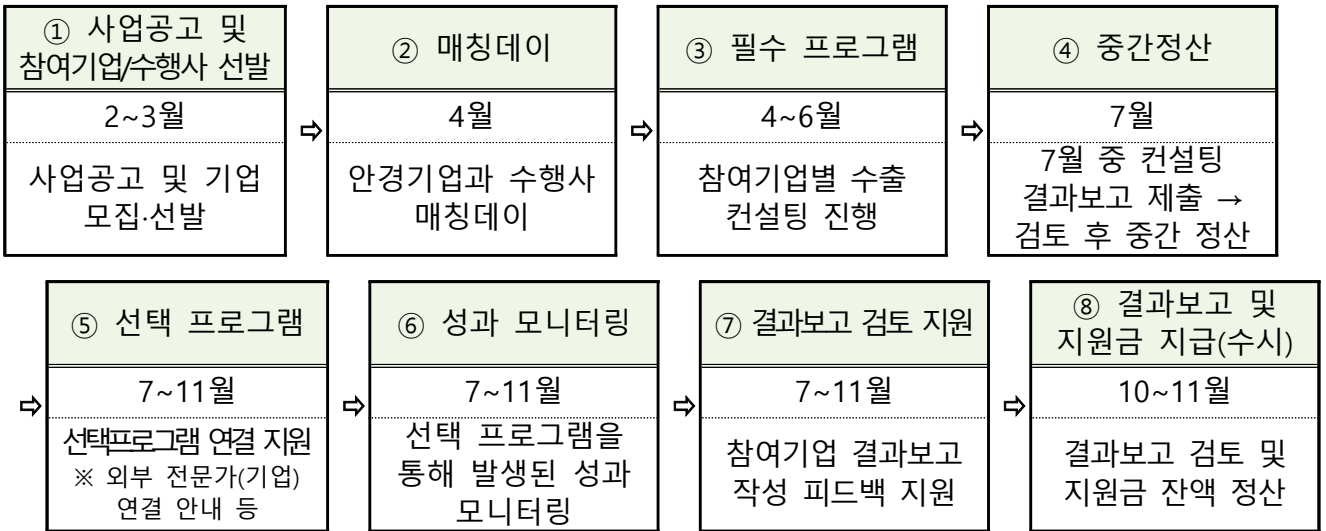 ① 사업공고 및
참여기업/수행사 선발
2~3월
사업공고 및 기업
모집·선발
⇨
② 매칭데이
4월
안경기업과 수행사
매칭데이
⇨
③ 필수 프로그램
4~6월
참여기업별 수출
컨설팅 진행
⇨
④ 중간정산
7월
7월 중 컨설팅
결과보고 제출 →
검토 후 중간 정산
⇨
⑤ 선택 프로그램
7~11월
선택프로그램 연결 지원
※ 외부 전문가(기업)
연결 안내 등
⇨
⑥ 성과 모니터링
7~11월
선택 프로그램을
통해 발생된 성과
모니터링
⇨
⑦ 결과보고 검토 지원
7~11월
참여기업 결과보고
작성 피드백 지원
⇨
⑧ 결과보고 및
지원금 지급(수시)
10~11월
결과보고 검토 및
지원금 잔액 정산